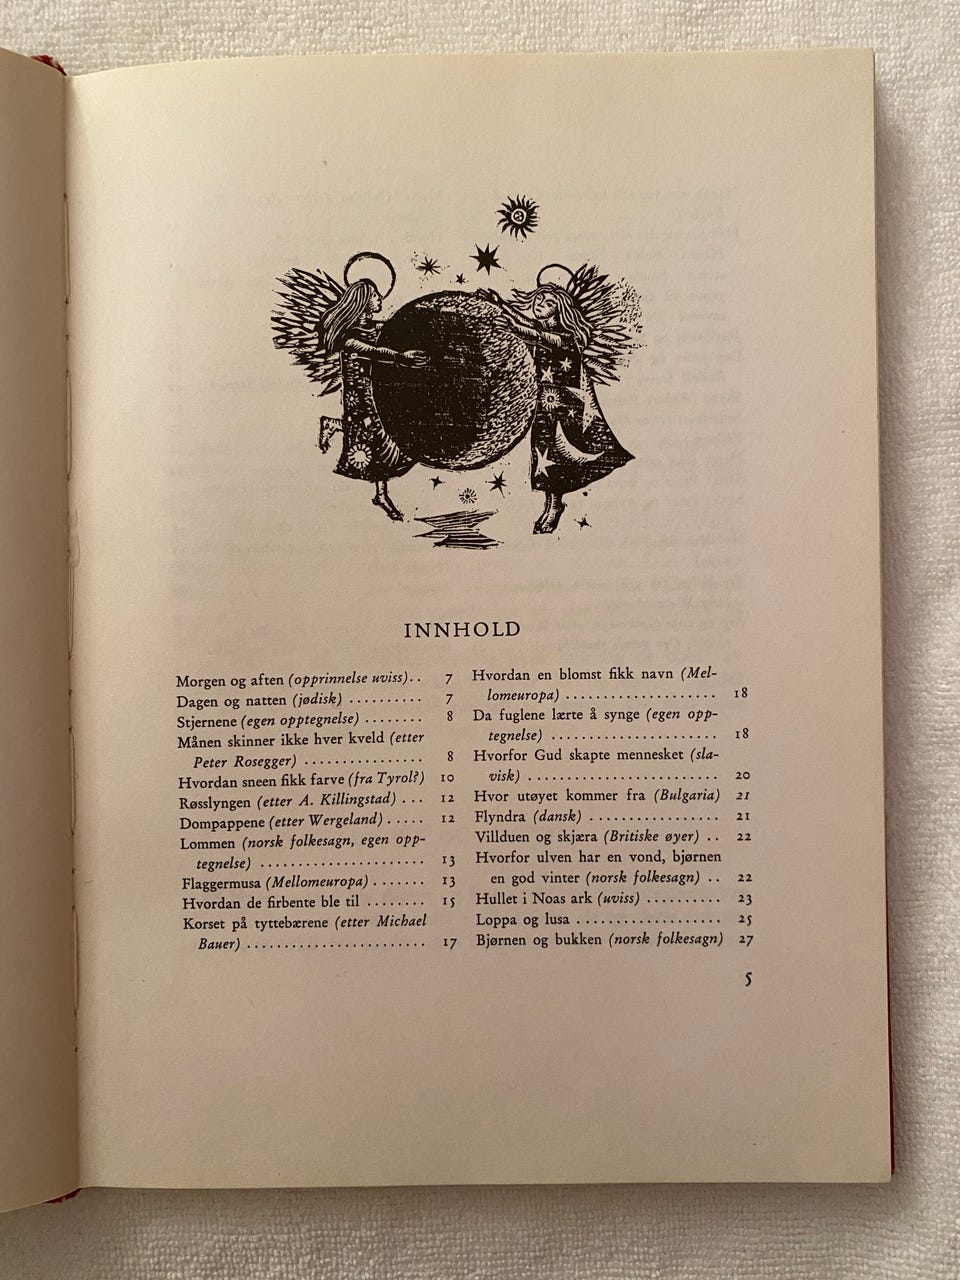 INNHOLD
Morgen og aften (opprinnelse uviss). . 7
Dagen og natten (jødisk) . . . . . . . . . . 7
Stjernene (egen opptegnelse) . . . . . . . . 8
Månen skinner ikke hver kveld (etter
Peter Rosegger) . . . . . . . . . . . . . . . . 8
Hvordan sneen fikk farve (fra Tyrol?) 10
Røsslyngen (etter A. Killingstad) . . . 12
Dompappene (etter Wergeland) . . . . . 12
Lommen (norsk folkesagn, egen opp-
tegnelse) . . . . . . . . . . . . . . . . . . . . . . 13
Flaggermusa (Mellomeuropa) . . . . . . . 13
Hvordan de firbente ble til . . . . . . . . 15
Korset på tyttebærene (etter Michael
Bauer) . . . . . . . . . . . . . . . . . . . . . . . . 17
Hvordan en blomst fikk navn (Mel-
lomeuropa) . . . . . . . . . . . . . . . . . . . . 18
Da fuglene lærte å synge (egen opp-
tegnelse) . . . . . . . . . . . . . . . . . . . . . . 18
Hvorfor Gud skapte mennesket (sla-
visk) . . . . . . . . . . . . . . . . . . . . . . . . . 20
Hvor utøyet kommer fra (Bulgaria) 21
Flyndra (dansk) . . . . . . . . . . . . . . . . . 21
Villduen og skjæra (Britiske øyer) . . 22
Hvorfor ulven har en vond, bjørnen
en god vinter (norsk folkesagn) . . 22
Hullet i Noas ark (uviss) . . . . . . . . . . 23
Loppa og lusa . . . . . . . . . . . . . . . . . . . 25
Bjørnen og bukken (norsk folkesagn) 27
5